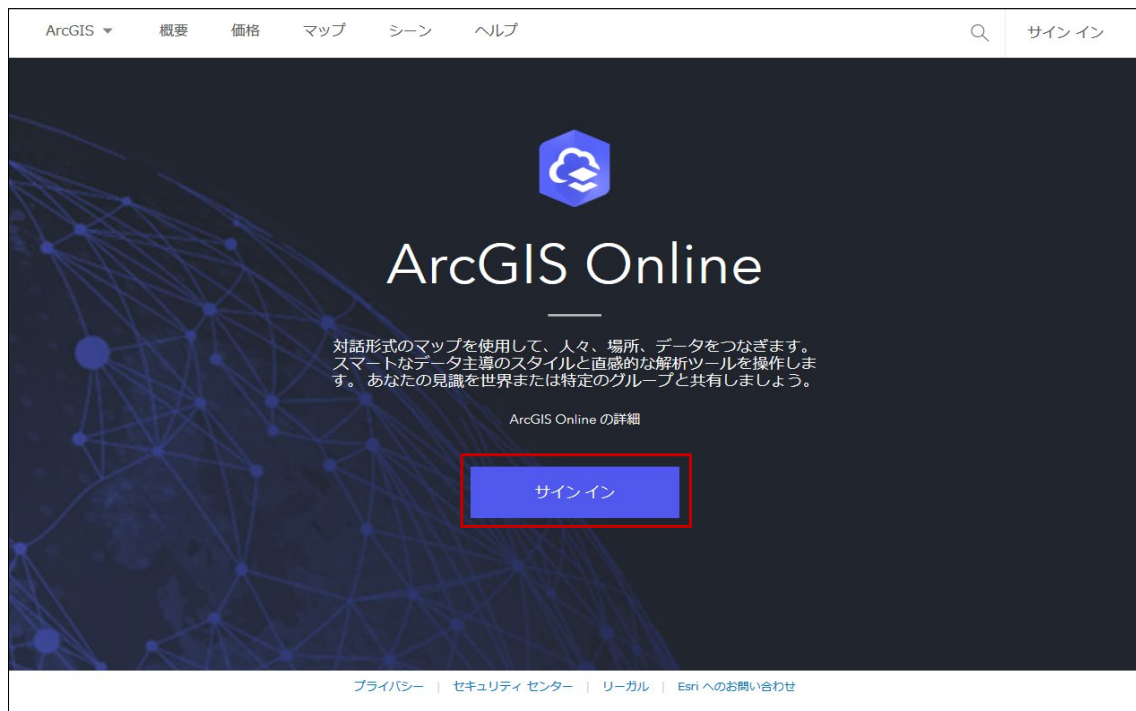 ArcGIS 概要 価格 マップ シーン ヘルプ サイン イン
ArcGIS Online
対話形式のマップを使用して、人々、場所、データをつなぎます。
スマートなデータ主導のスタイルと直感的な解析ツールを操作しま
す。 あなたの見識を世界または特定のグループと共有しましょう。
ArcGIS Online の詳細
サイン イン
プライバシー | セキュリティ センター | リーガル | Esri へのお問い合わせ